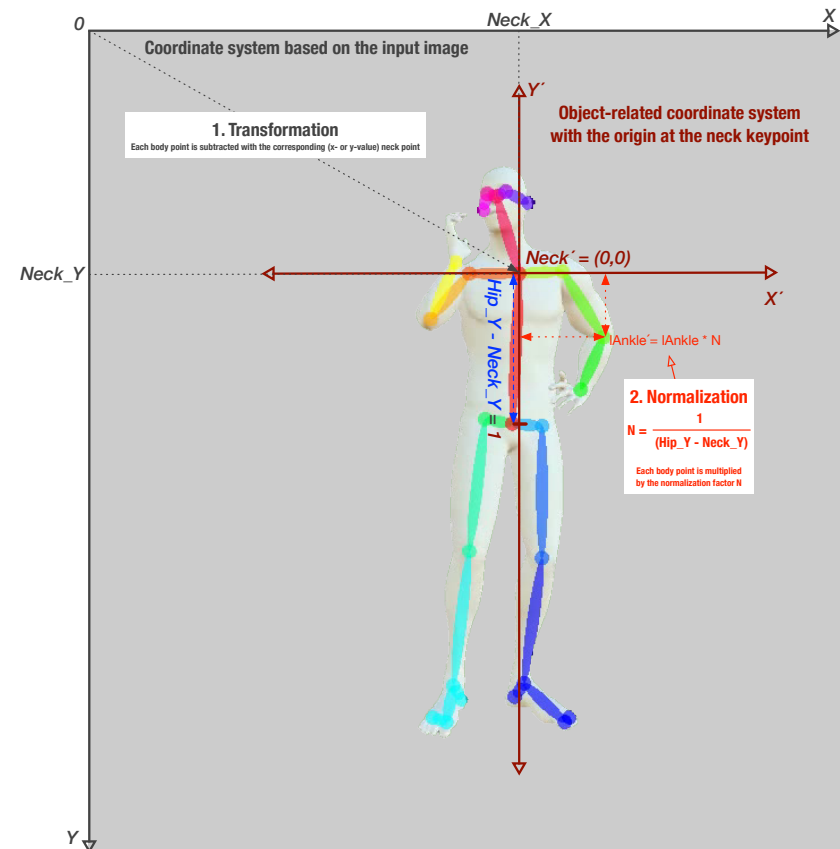 0
Neck_X
X
Coordinate system based on the input image
Y´
Object-related coordinate system
with the origin at the neck keypoint
1. Transformation
Each body point is subtracted with the corresponding (x- or y-value) neck point
Neck´ = (0,0)
Neck_Y
X´
Hip_Y - Neck_Y = 1
lAnkle´= lAnkle * N
2. Normalization
N = 1
(Hip_Y - Neck_Y)
Each body point is multiplied
by the normalization factor N
Y